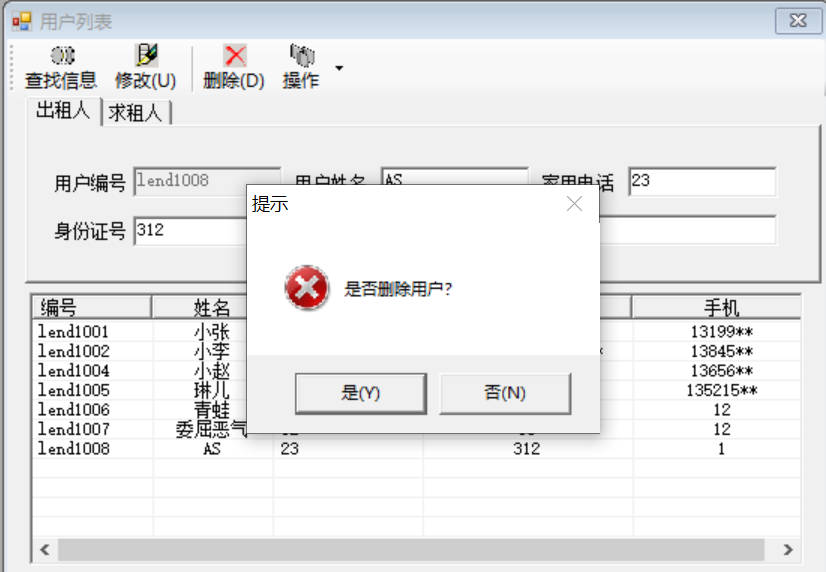 用户列表
查找信息 修改(U) 删除(D) 操作
出租人 求租人
用户编号 lend1008 用户姓名 AS 家用电话 23
身份证号 312
提示
是否删除用户?
是(Y) 否(N)
编号 姓名 手机
lend1001 小张 13199**
lend1002 小李 13845**
lend1004 小赵 13656**
lend1005 琳儿 135215**
lend1006 青蛙 12
lend1007 委屈恶气 12
lend1008 AS 23 312 1